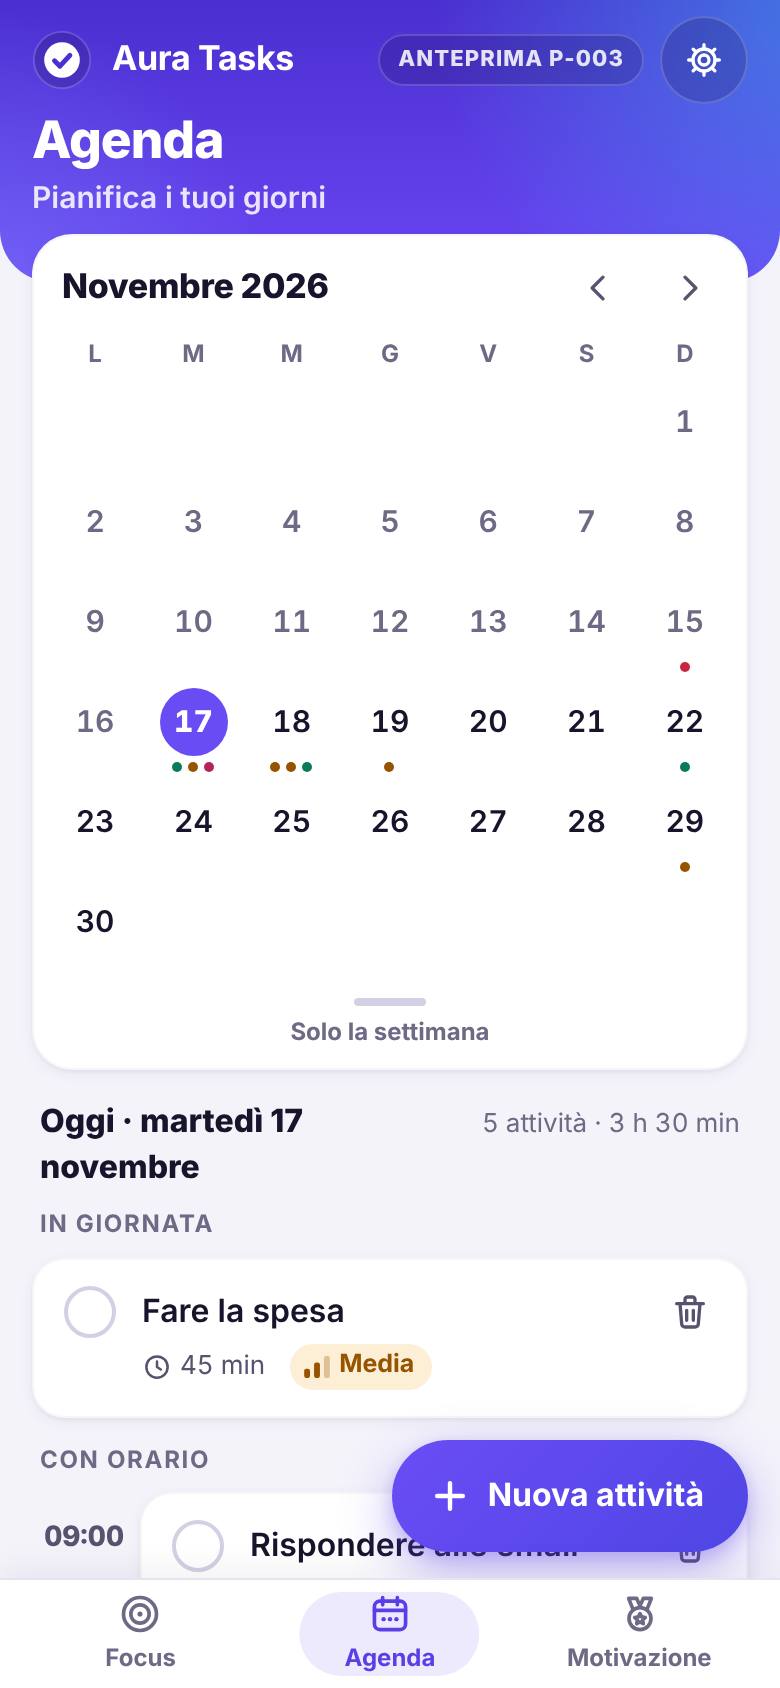 Aura Tasks
ANTEPRIMA P-003
Agenda
Pianifica i tuoi giorni
Novembre 2026
L M M G V S D
1
2 3 4 5 6 7 8
9 10 11 12 13 14 15
16 17 18 19 20 21 22
23 24 25 26 27 28 29
30
Solo la settimana
Oggi · martedì 17 novembre
5 attività · 3 h 30 min
IN GIORNATA
Fare la spesa
45 min Media
CON ORARIO
Nuova attività
09:00 Rispondere
Focus Agenda Motivazione